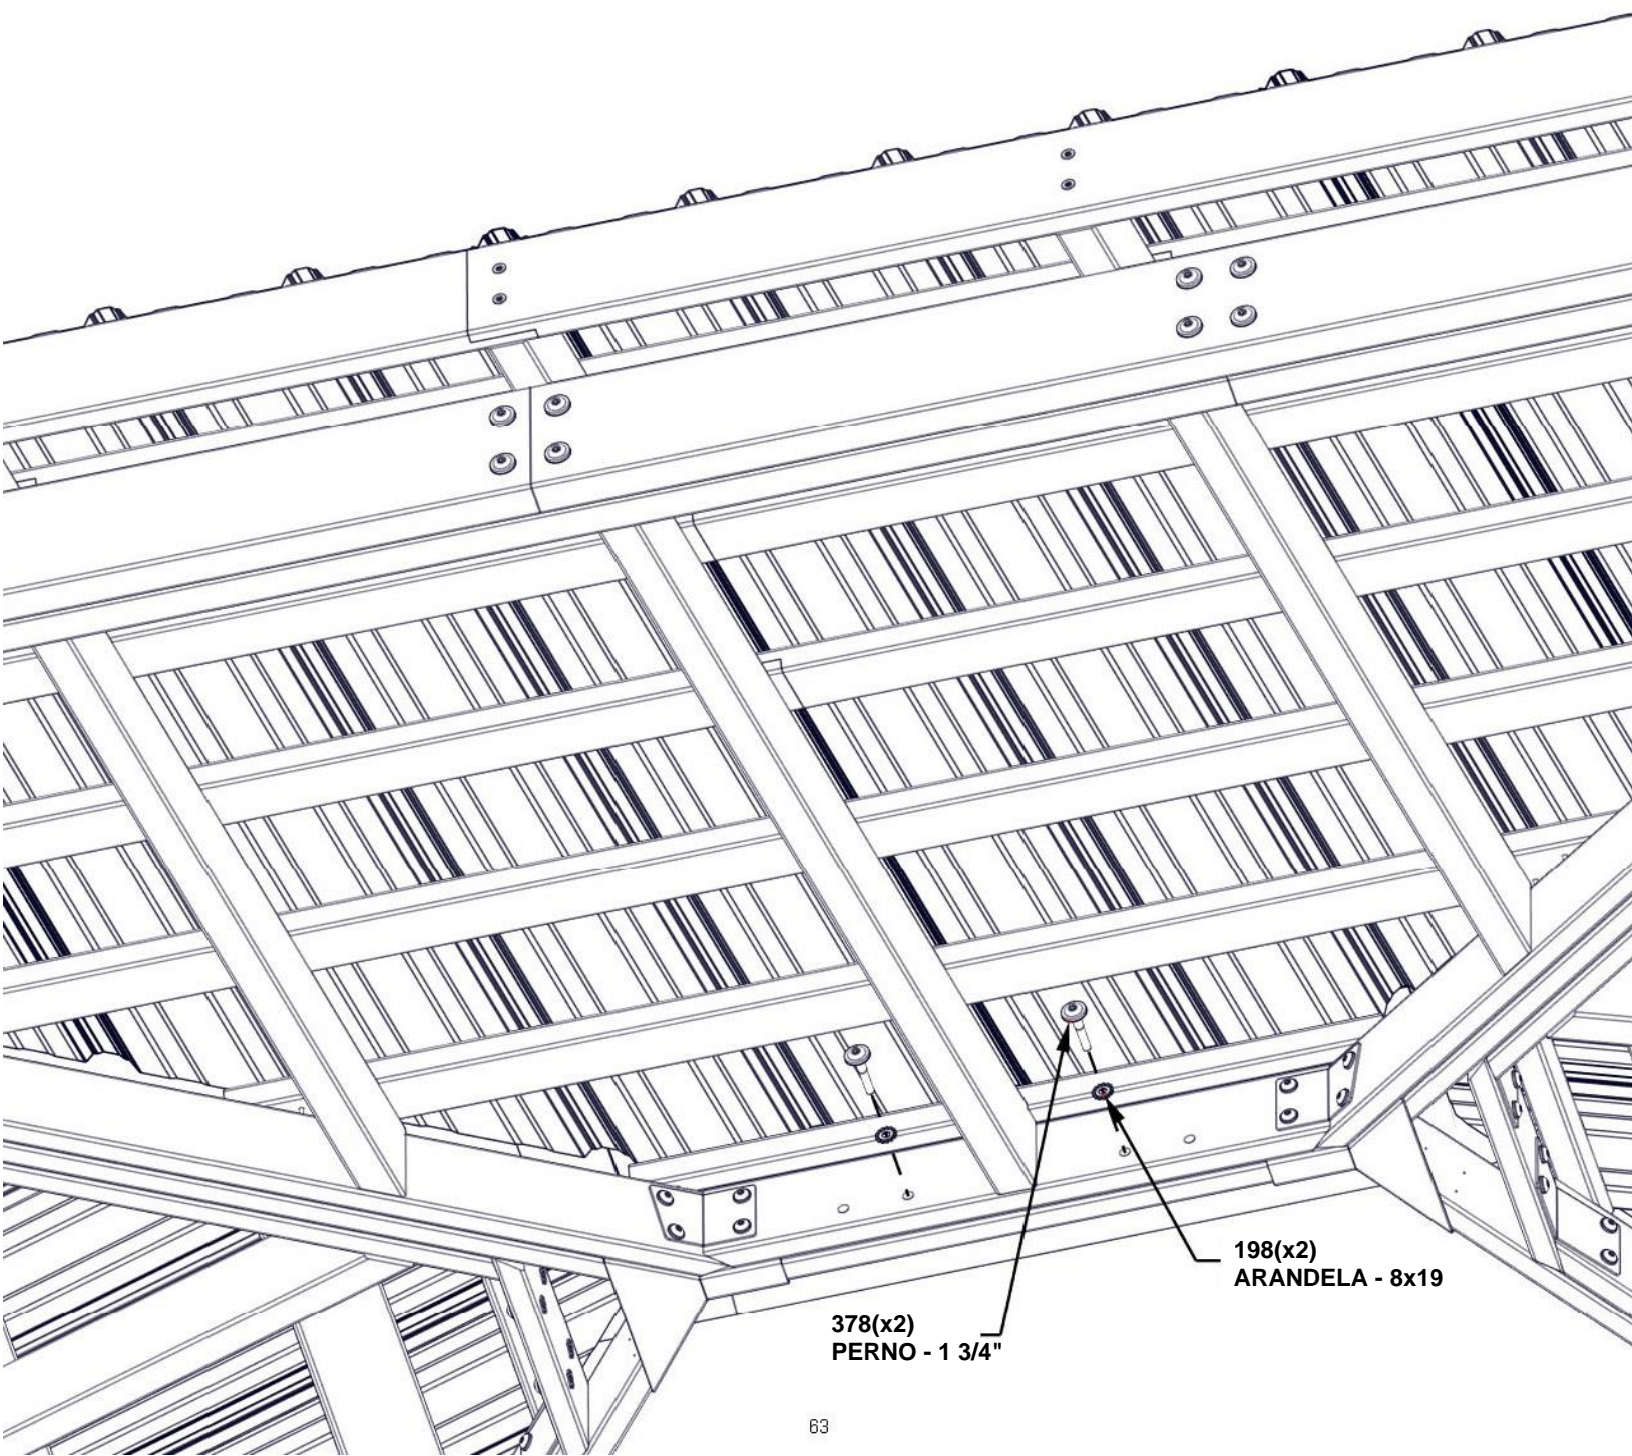 198(x2)
ARANDELA - 8x19
378(x2)
PERNO - 1 3/4"
63